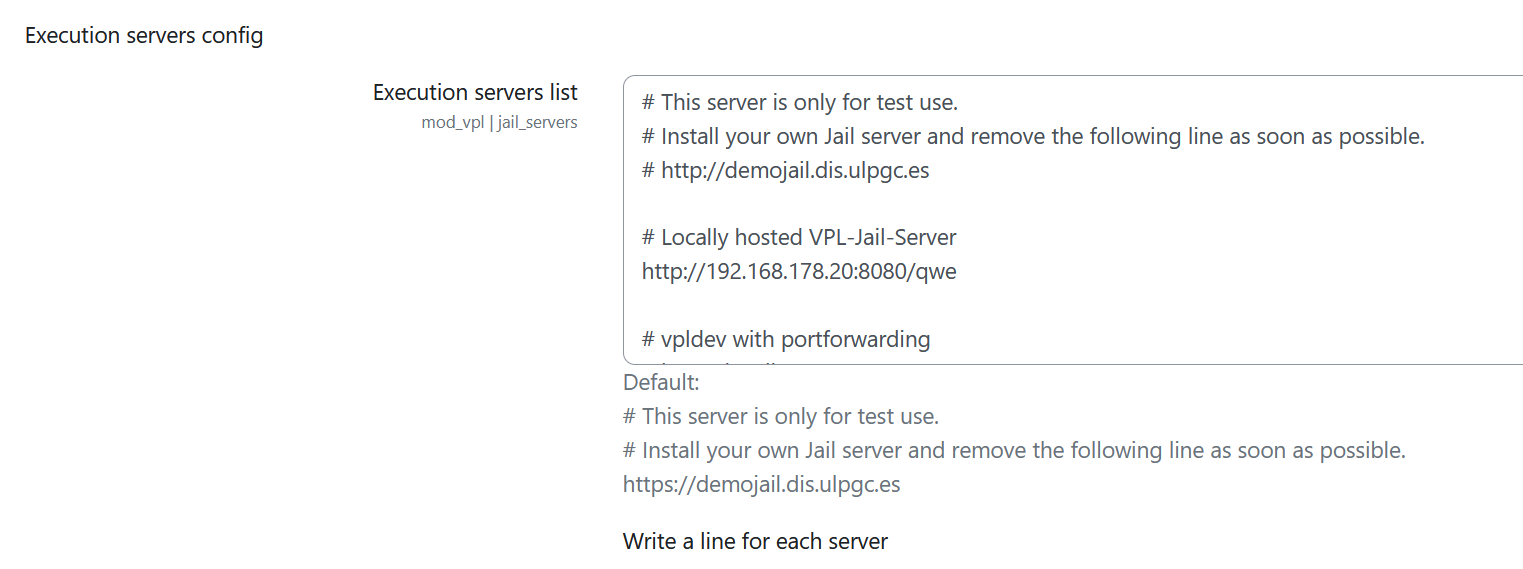 Execution servers config
Execution servers list
mod_vpl | jail_servers
# This server is only for test use.
# Install your own Jail server and remove the following line as soon as possible.
# http://demojail.dis.ulpgc.es
# Locally hosted VPL-Jail-Server
http://192.168.178.20:8080/qwe
# vpldev with portforwarding
Default:
# This server is only for test use.
# Install your own Jail server and remove the following line as soon as possible.
https://demojail.dis.ulpgc.es
Write a line for each server